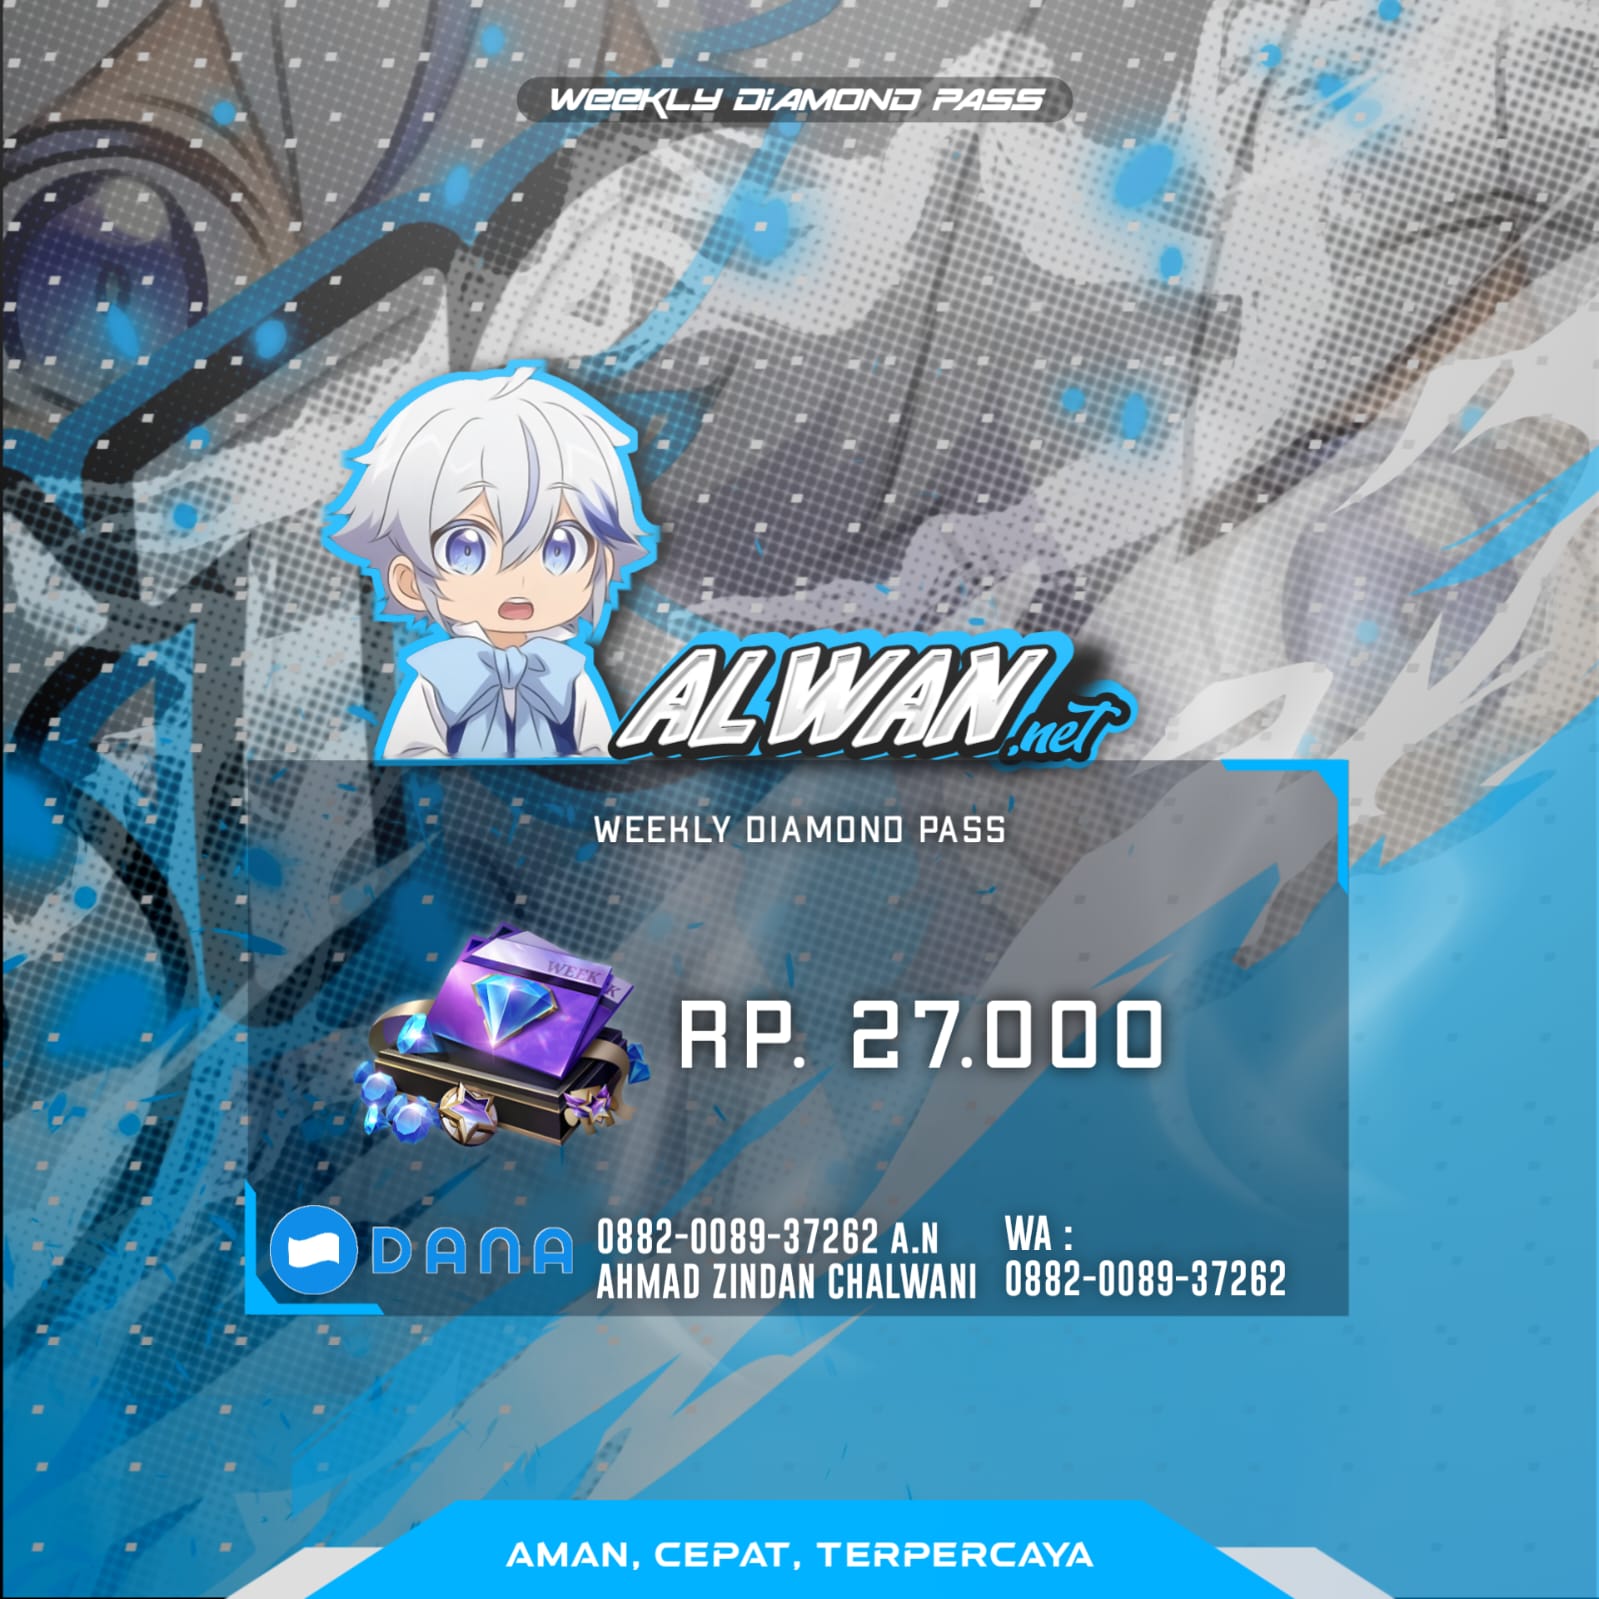 WEEKLY DIAMOND PASS
ALWAN.net
WEEKLY DIAMOND PASS
WEEK
K
RP. 27.000
DANA
0882-0089-37262 A.N
AHMAD ZINDAN CHALWANI
WA :
0882-0089-37262
AMAN, CEPAT, TERPERCAYA